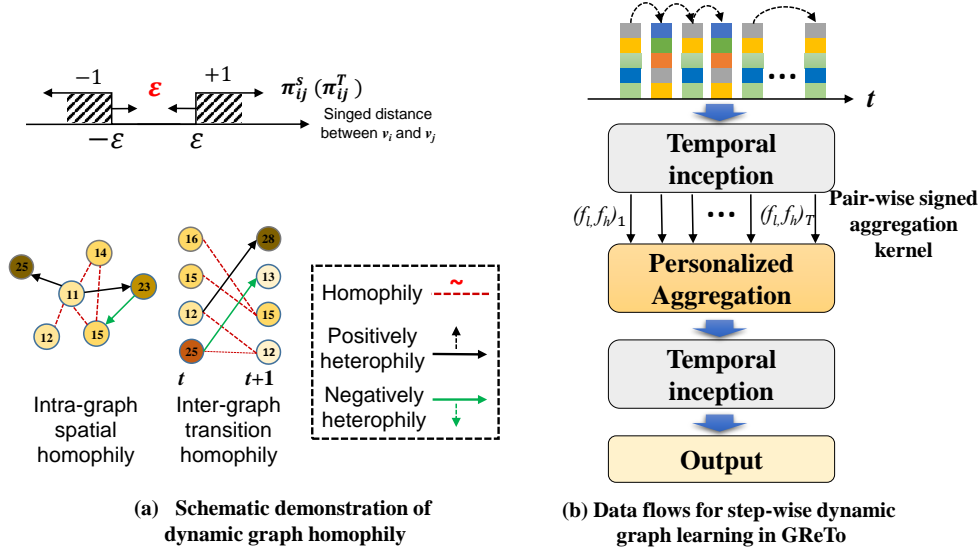 −1
ε
+1
π_ij^s (π_ij^T)
Singed distance
between v_i and v_j
−ε
ε
25
14
11
23
12
15
16
28
15
13
12
15
25
12
t
t+1
Intra-graph
spatial
homophily
Inter-graph
transition
homophily
Homophily
~
Positively
heterophily
Negatively
heterophily
(a) Schematic demonstration of
dynamic graph homophily
t
Temporal
inception
(f_l, f_h)_1
(f_l, f_h)_T
Pair-wise signed
aggregation
kernel
Personalized
Aggregation
Temporal
inception
Output
(b) Data flows for step-wise dynamic
graph learning in GReTo